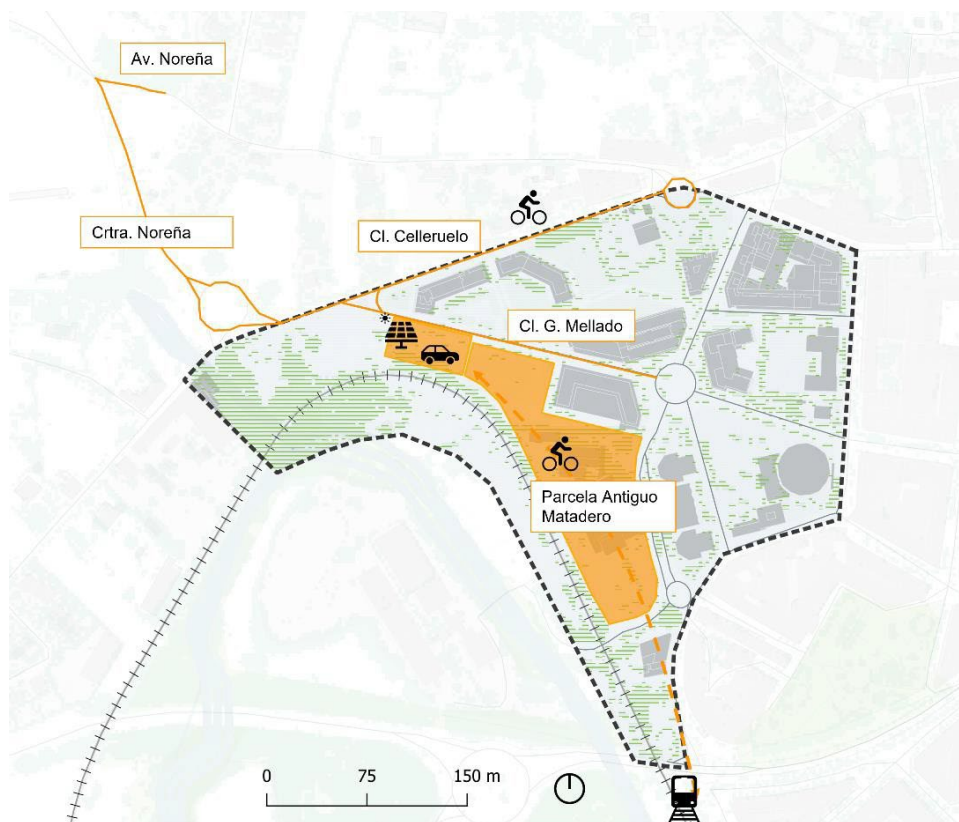 Av. Noreña
Crtra. Noreña
Cl. Celleruelo
Cl. G. Mellado
Parcela Antiguo
Matadero
0 75 150 m